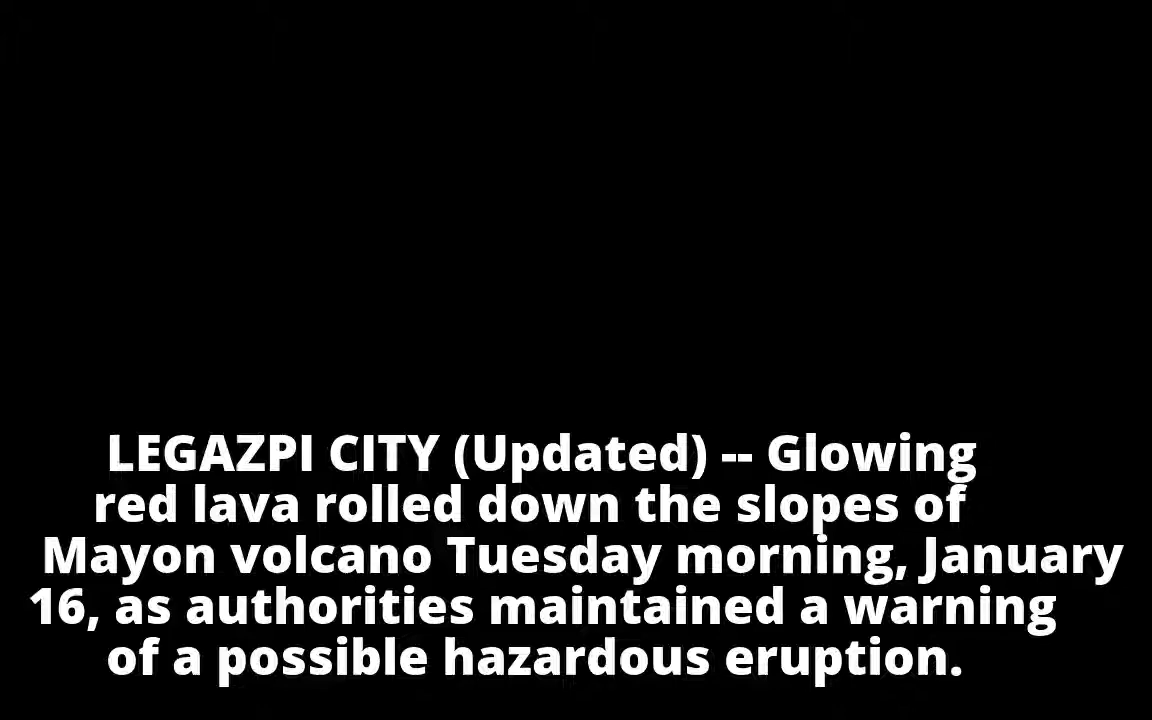 LEGAZPI CITY (Updated) -- Glowing
red lava rolled down the slopes of
Mayon volcano Tuesday morning, January
16, as authorities maintained a warning
of a possible hazardous eruption.